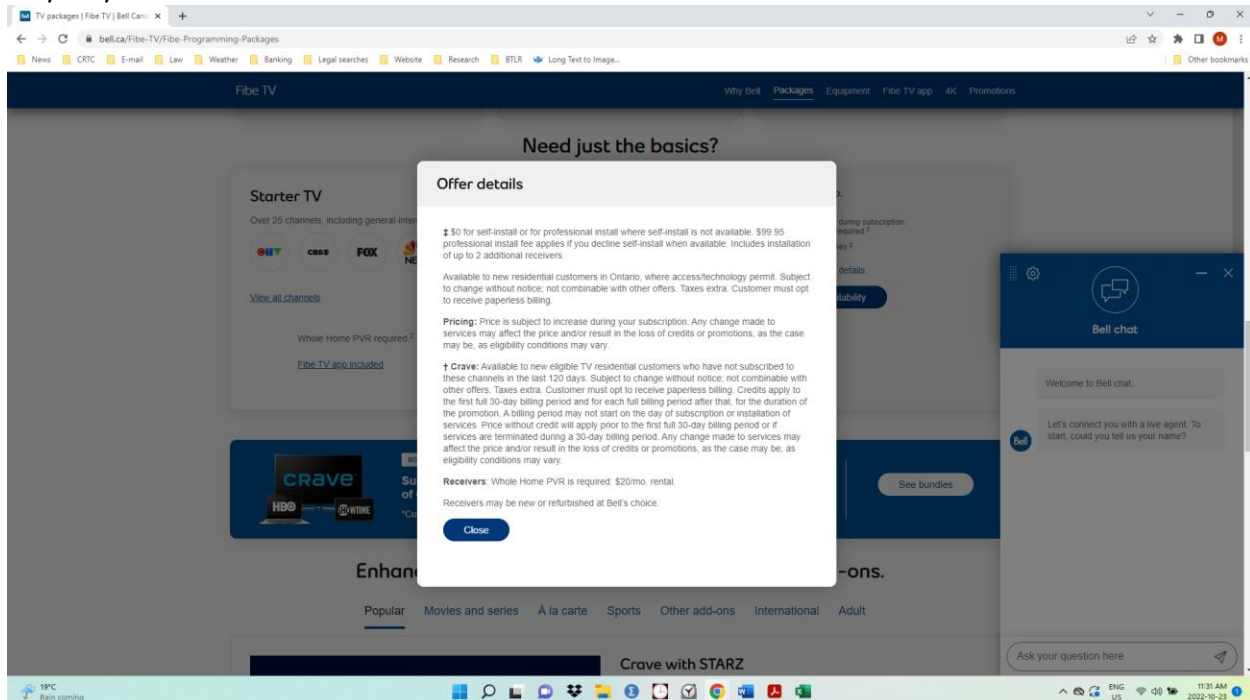 TV packages | Fibe TV | Bell Cana
bell.ca/Fibe-TV/Fibe-Programming-Packages
News CRTC E-mail Law Weather Banking Legal searches Website Research BTLR Long Text to Image... Other bookmarks
Fibe TV Why Bell Packages Equipment Fibe TV app 4K Promotions
Need just the basics?
Starter TV
Over 25 channels, including general-inter
CBS FOX
View all channels
Whole Home PVR required.²
Fibe TV app included
during subscription.
required ²
details
lability
Offer details
‡ $0 for self-install or for professional install where self-install is not available. $99.95
professional install fee applies if you decline self-install when available. Includes installation
of up to 2 additional receivers.
Available to new residential customers in Ontario, where access/technology permit. Subject
to change without notice; not combinable with other offers. Taxes extra. Customer must opt
to receive paperless billing.
Pricing: Price is subject to increase during your subscription. Any change made to
services may affect the price and/or result in the loss of credits or promotions, as the case
may be, as eligibility conditions may vary.
† Crave: Available to new eligible TV residential customers who have not subscribed to
these channels in the last 120 days. Subject to change without notice; not combinable with
other offers. Taxes extra. Customer must opt to receive paperless billing. Credits apply to
the first full 30-day billing period and for each full billing period after that, for the duration of
the promotion. A billing period may not start on the day of subscription or installation of
services. Price without credit will apply prior to the first full 30-day billing period or if
services are terminated during a 30-day billing period. Any change made to services may
affect the price and/or result in the loss of credits or promotions, as the case may be, as
eligibility conditions may vary.
Receivers: Whole Home PVR is required: $20/mo. rental.
Receivers may be new or refurbished at Bell's choice.
Close
Bell chat
Welcome to Bell chat.
Let's connect you with a live agent. To
start, could you tell us your name?
Bell
Ask your question here
CRAVE
HBO SHOWTIME
Su
of
See bundles
Enhan -ons.
Popular Movies and series À la carte Sports Other add-ons International Adult
Crave with STARZ
19°C
Rain coming
ENG
US
11:31 AM
2022-10-23